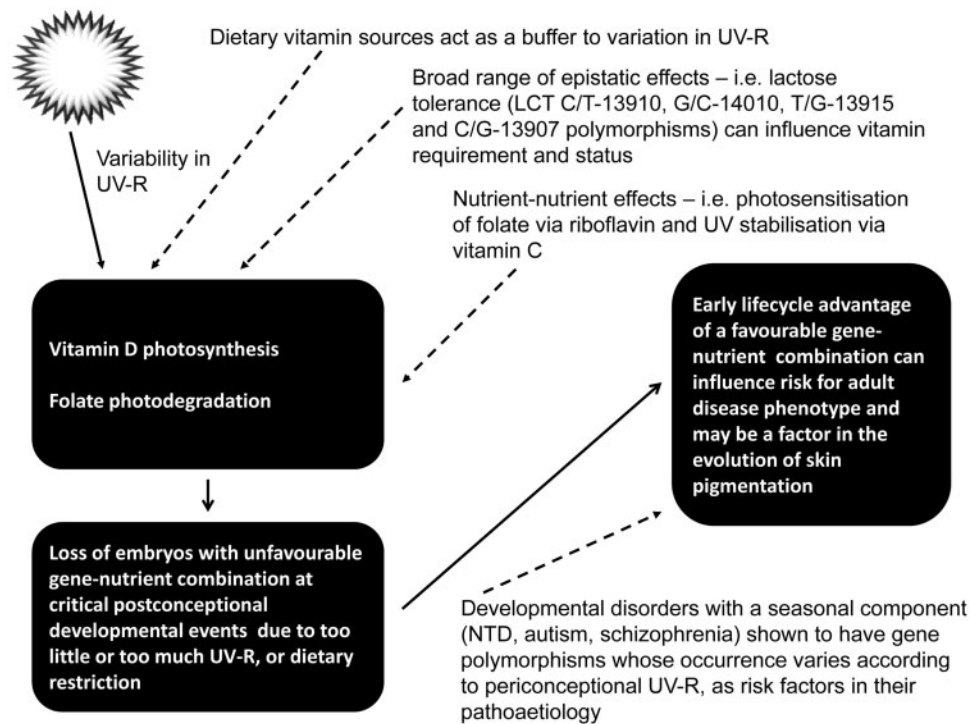 Dietary vitamin sources act as a buffer to variation in UV-R
Broad range of epistatic effects – i.e. lactose
tolerance (LCT C/T-13910, G/C-14010, T/G-13915
and C/G-13907 polymorphisms) can influence vitamin
requirement and status
Variability in
UV-R
Nutrient-nutrient effects – i.e. photosensitisation
of folate via riboflavin and UV stabilisation via
vitamin C
Vitamin D photosynthesis
Folate photodegradation
Early lifecycle advantage
of a favourable gene-
nutrient combination can
influence risk for adult
disease phenotype and
may be a factor in the
evolution of skin
pigmentation
Loss of embryos with unfavourable
gene-nutrient combination at
critical postconceptional
developmental events due to too
little or too much UV-R, or dietary
restriction
Developmental disorders with a seasonal component
(NTD, autism, schizophrenia) shown to have gene
polymorphisms whose occurrence varies according
to periconceptional UV-R, as risk factors in their
pathoaetiology